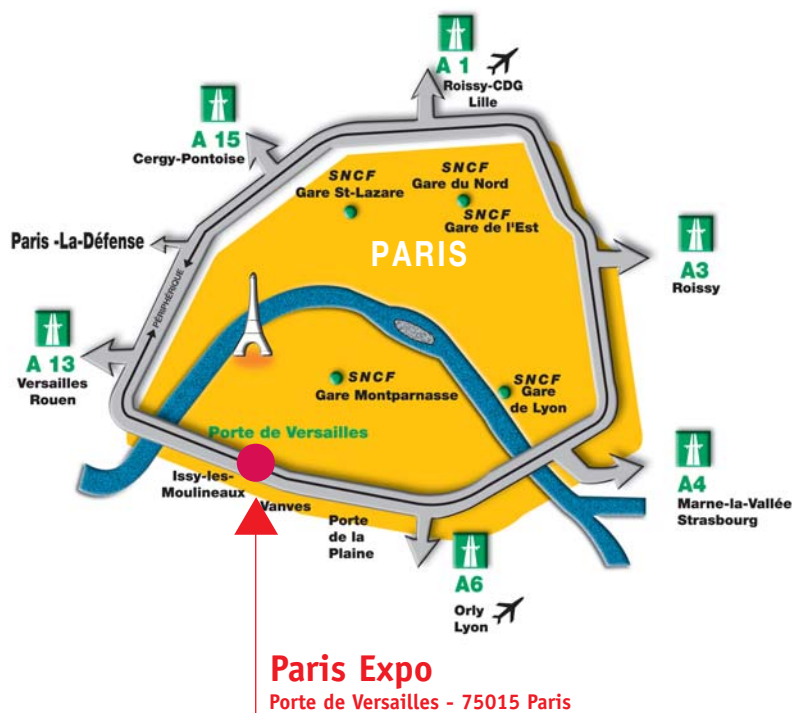 A 1
Roissy-CDG
Lille
A 15
Cergy-Pontoise
SNCF
Gare St-Lazare
SNCF
Gare du Nord
SNCF
Gare de l'Est
Paris -La-Défense
PARIS
A3
Roissy
PÉRIPHÉRIQUE
A 13
Versailles
Rouen
SNCF
Gare Montparnasse
SNCF
Gare
de Lyon
Porte de Versailles
Issy-les-
Moulineaux
Vanves
Porte
de la
Plaine
A4
Marne-la-Vallée
Strasbourg
A6
Orly
Lyon
Paris Expo
Porte de Versailles - 75015 Paris